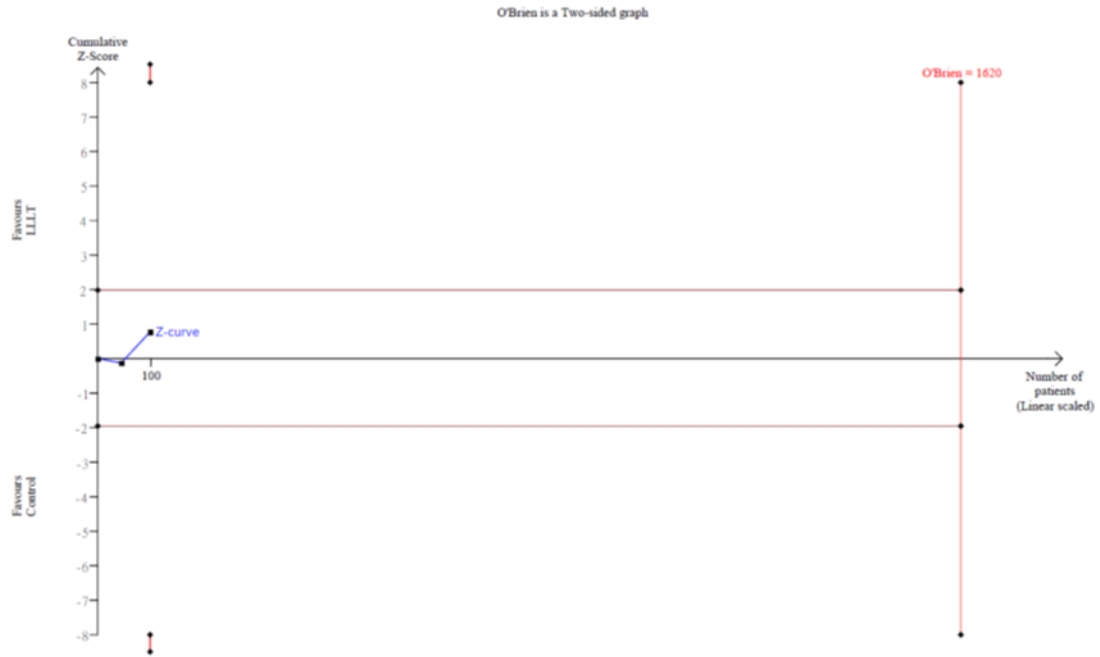 O'Brien is a Two-sided graph
Cumulative
Z-Score
O'Brien = 1620
8
7
6
5
4
3
2
1
Z-curve
100
-1
-2
-3
-4
-5
-6
-7
-8
Favours
LLLT
Favours
Control
Number of
patients
(Linear scaled)